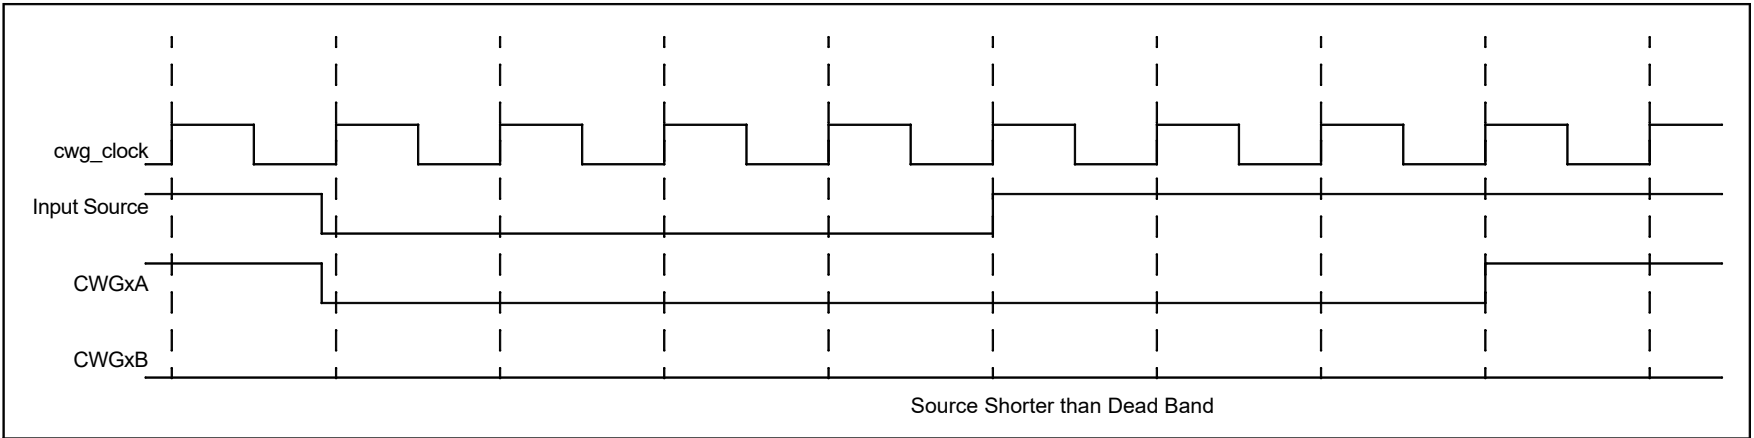 cwg_clock
Input Source
CWGxA
CWGxB
Source Shorter than Dead Band